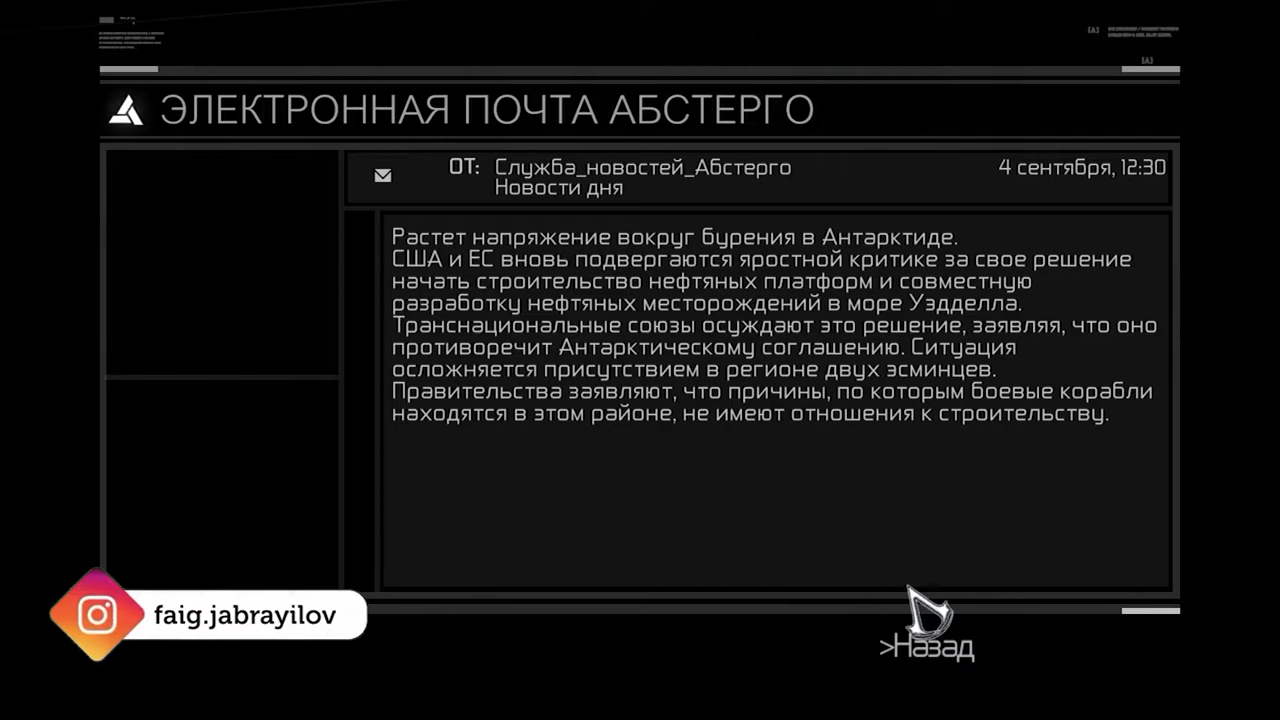 [A]
[A]
ЭЛЕКТРОННАЯ ПОЧТА АБСТЕРГО
ОТ: Служба_новостей_Абстерго 4 сентября, 12:30
Новости дня
Растет напряжение вокруг бурения в Антарктиде.
США и ЕС вновь подвергаются яростной критике за свое решение
начать строительство нефтяных платформ и совместную
разработку нефтяных месторождений в море Уэдделла.
Транснациональные союзы осуждают это решение, заявляя, что оно
противоречит Антарктическому соглашению. Ситуация
осложняется присутствием в регионе двух эсминцев.
Правительства заявляют, что причины, по которым боевые корабли
находятся в этом районе, не имеют отношения к строительству.
faig.jabrayilov
>Назад